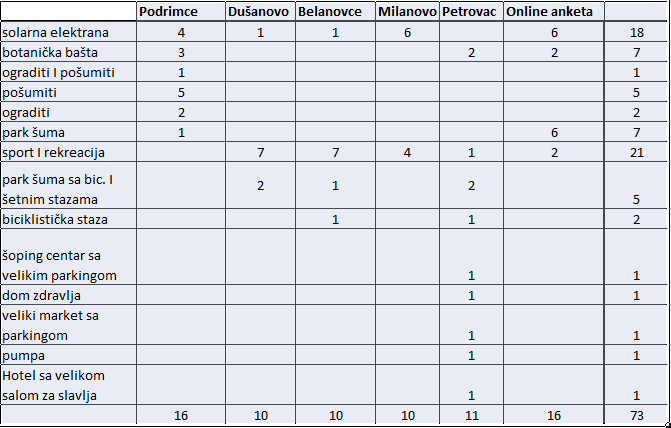 Podrimce Dušanovo Belanovce Milanovo Petrovac Online anketa
solarna elektrana 4 1 1 6 6 18
botanička bašta 3 2 2 7
ograditi I pošumiti 1 1
pošumiti 5 5
ograditi 2 2
park šuma 1 6 7
sport I rekreacija 7 7 4 1 2 21
park šuma sa bic. I
šetnim stazama 2 1 2 5
biciklistička staza 1 1 2
šoping centar sa
velikim parkingom 1 1
dom zdravlja 1 1
veliki market sa
parkingom 1 1
pumpa 1 1
Hotel sa velikom
salom za slavlja 1 1
16 10 10 10 11 16 73